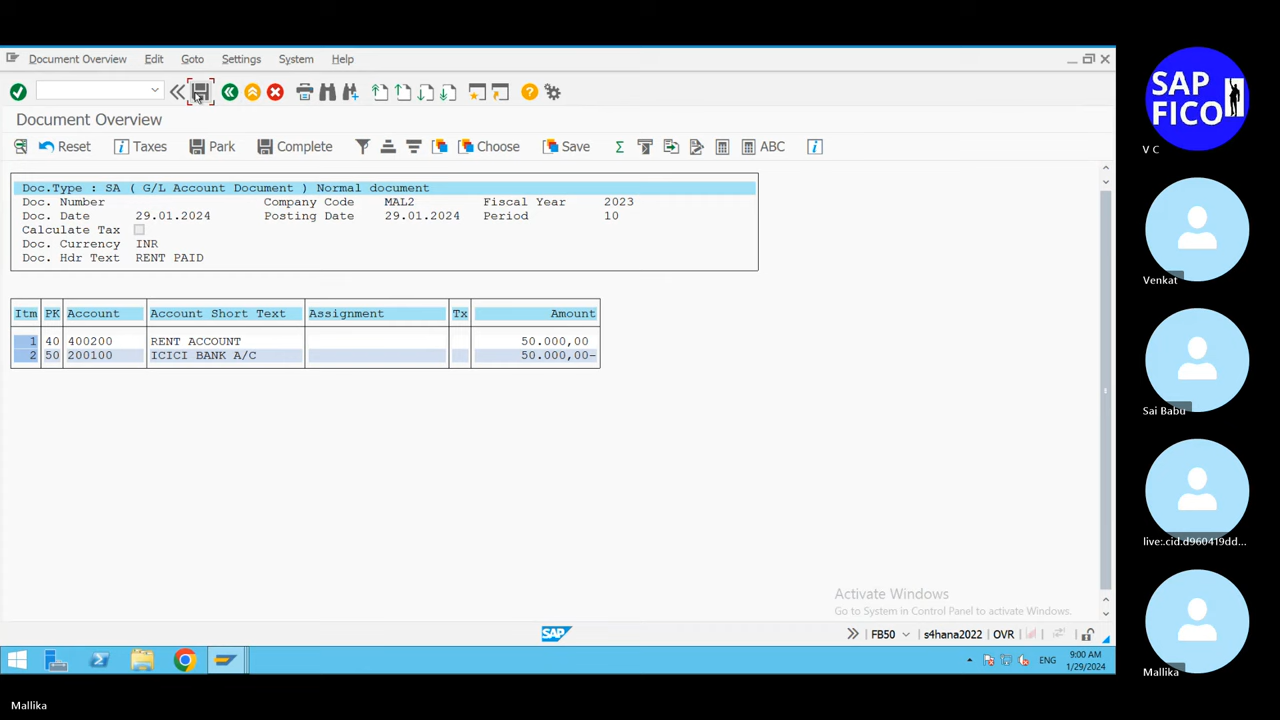 Document Overview Edit Goto Settings System Help
Document Overview
Reset Taxes Park Complete Choose Save Σ ABC
Doc.Type : SA ( G/L Account Document ) Normal document
Doc. Number Company Code MAL2 Fiscal Year 2023
Doc. Date 29.01.2024 Posting Date 29.01.2024 Period 10
Calculate Tax
Doc. Currency INR
Doc. Hdr Text RENT PAID
Itm PK Account Account Short Text Assignment Tx Amount
1 40 400200 RENT ACCOUNT 50.000,00
2 50 200100 ICICI BANK A/C 50.000,00-
Activate Windows
Go to System in Control Panel to activate Windows.
SAP FB50 s4hana2022 OVR
ENG 9:00 AM
1/29/2024
Mallika
SAP
FICO
V C
Venkat
Sai Babu
live:.cid.d960419dd...
Mallika